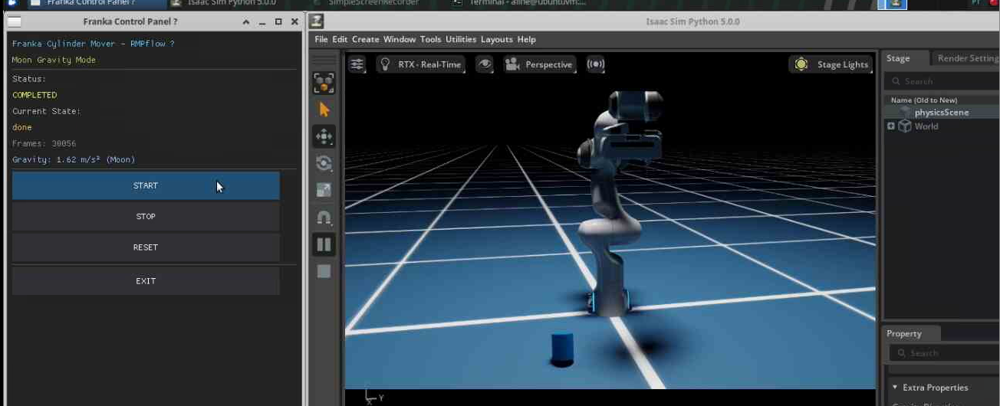 Franka Control Panel ?
Isaac Sim Python 5.0.0
SimpleScreenRecorder
Terminal - aline@ubuntuvm:...
PT
Franka Control Panel ?
Isaac Sim Python 5.0.0
Franka Cylinder Mover - RMPflow ?
Moon Gravity Mode
Status:
COMPLETED
Current State:
done
Frames: 30056
Gravity: 1.62 m/s² (Moon)
START
STOP
RESET
EXIT
File Edit Create Window Tools Utilities Layouts Help
RTX - Real-Time
Perspective
Stage Lights
Stage
Render Setting
Search
Name (Old to New)
physicsScene
World
Property
Search
Extra Properties
X Y